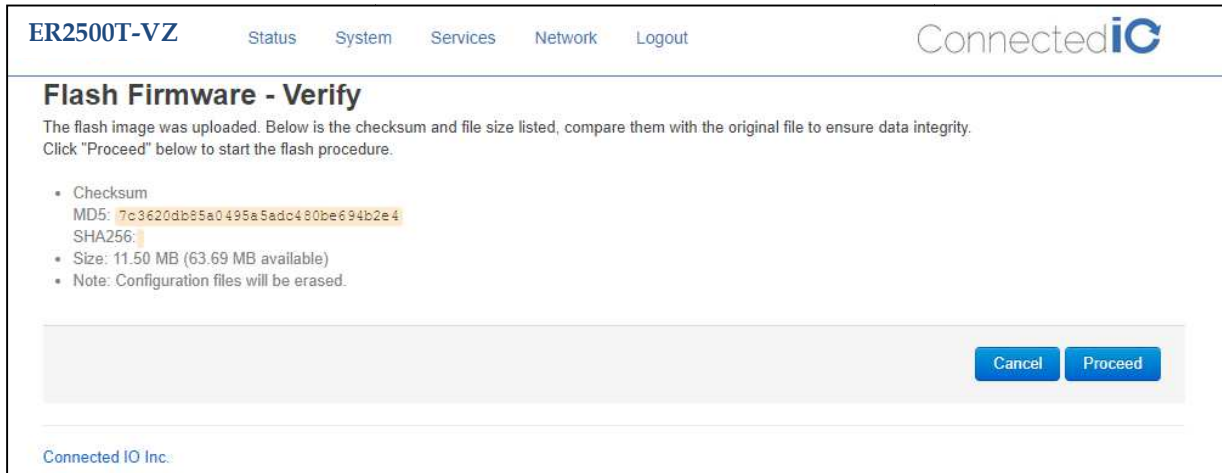 ER2500T-VZ Status System Services Network Logout ConnectediO
Flash Firmware - Verify
The flash image was uploaded. Below is the checksum and file size listed, compare them with the original file to ensure data integrity.
Click "Proceed" below to start the flash procedure.
• Checksum
MD5: 7c3620db85a0495a5adc480be694b2e4
SHA256:
• Size: 11.50 MB (63.69 MB available)
• Note: Configuration files will be erased.
Cancel Proceed
Connected IO Inc.